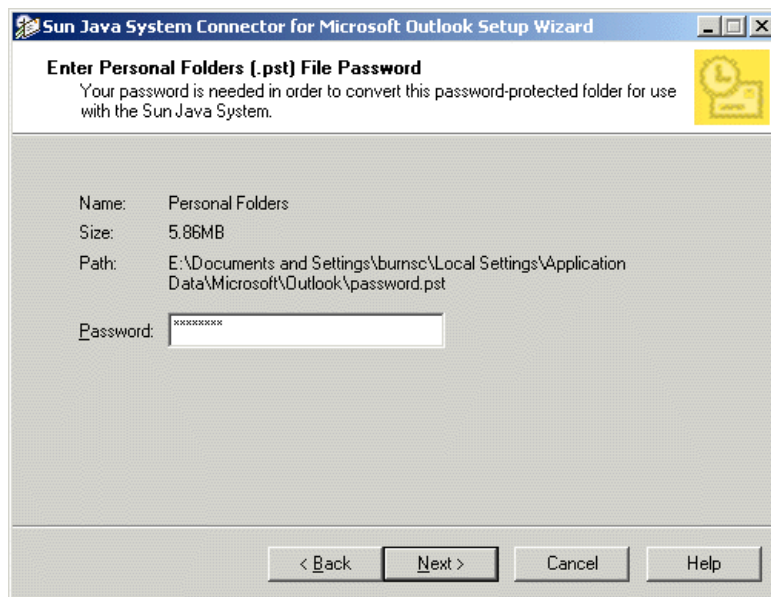 Sun Java System Connector for Microsoft Outlook Setup Wizard
Enter Personal Folders (.pst) File Password
Your password is needed in order to convert this password-protected folder for use
with the Sun Java System.
Name: Personal Folders
Size: 5.86MB
Path: E:\Documents and Settings\burnsc\Local Settings\Application
Data\Microsoft\Outlook\password.pst
Password: ********
< Back Next > Cancel Help